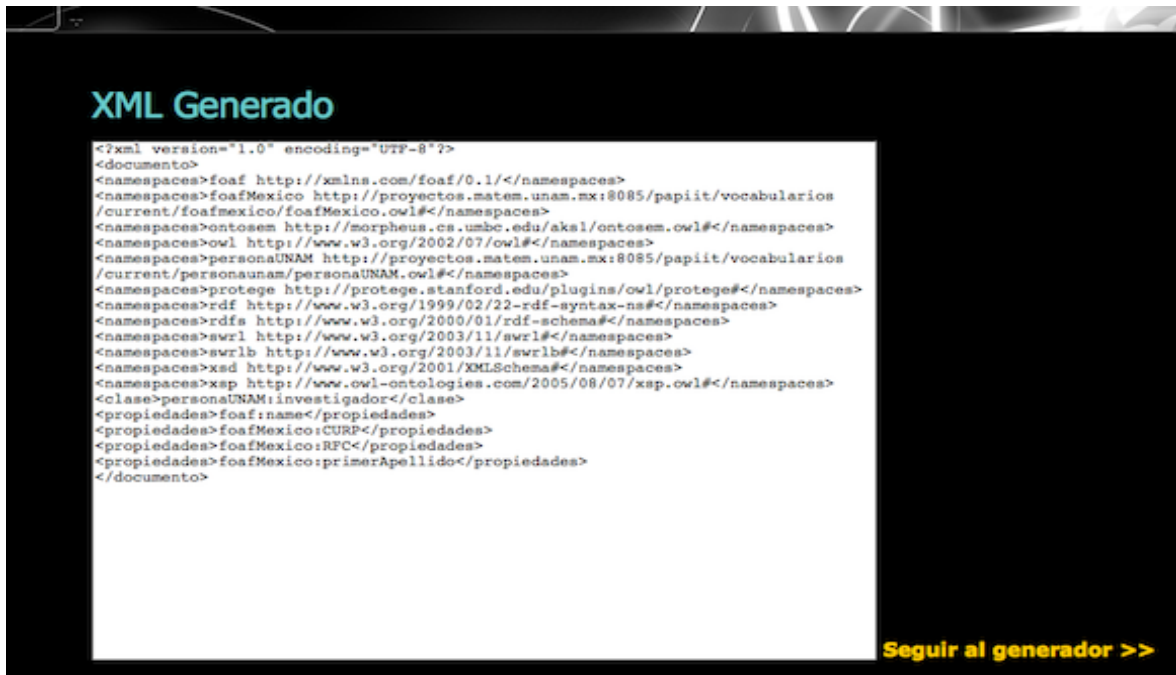 XML Generado
<?xml version="1.0" encoding="UTF-8"?>
<documento>
<namespaces>foaf http://xmlns.com/foaf/0.1/</namespaces>
<namespaces>foafMexico http://proyectos.matem.unam.mx:8085/papiit/vocabularios
/current/foafmexico/foafMexico.owl#</namespaces>
<namespaces>ontosem http://morpheus.cs.umbc.edu/aks1/ontosem.owl#</namespaces>
<namespaces>owl http://www.w3.org/2002/07/owl#</namespaces>
<namespaces>personaUNAM http://proyectos.matem.unam.mx:8085/papiit/vocabularios
/current/personaunam/personaUNAM.owl#</namespaces>
<namespaces>protege http://protege.stanford.edu/plugins/owl/protege#</namespaces>
<namespaces>rdf http://www.w3.org/1999/02/22-rdf-syntax-ns#</namespaces>
<namespaces>rdfs http://www.w3.org/2000/01/rdf-schema#</namespaces>
<namespaces>swrl http://www.w3.org/2003/11/swrl#</namespaces>
<namespaces>swrlb http://www.w3.org/2003/11/swrlb#</namespaces>
<namespaces>xsd http://www.w3.org/2001/XMLSchema#</namespaces>
<namespaces>xsp http://www.owl-ontologies.com/2005/08/07/xsp.owl#</namespaces>
<clase>personaUNAM:investigador</clase>
<propiedades>foaf:name</propiedades>
<propiedades>foafMexico:CURP</propiedades>
<propiedades>foafMexico:RFC</propiedades>
<propiedades>foafMexico:primerApellido</propiedades>
</documento>
Seguir al generador >>